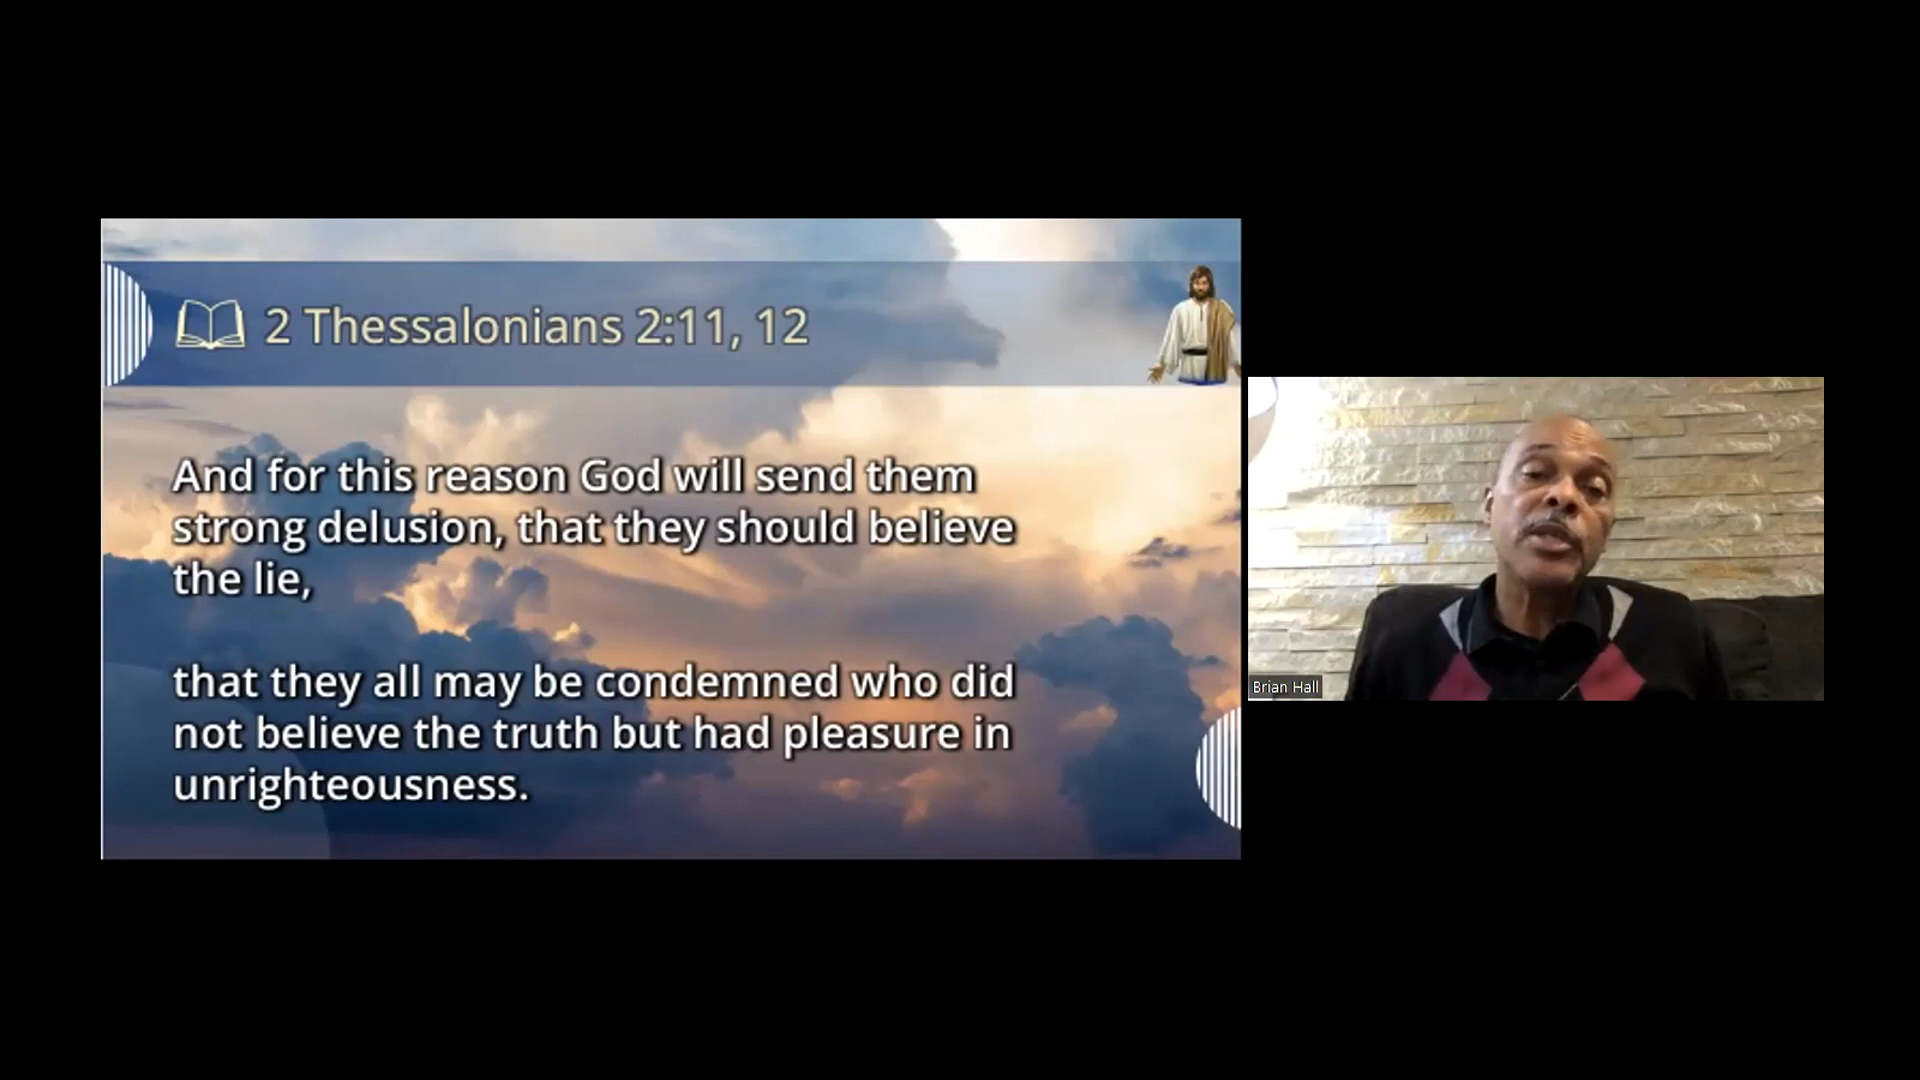 2 Thessalonians 2:11, 12
And for this reason God will send them
strong delusion, that they should believe
the lie,
that they all may be condemned who did
not believe the truth but had pleasure in
unrighteousness.
Brian Hall